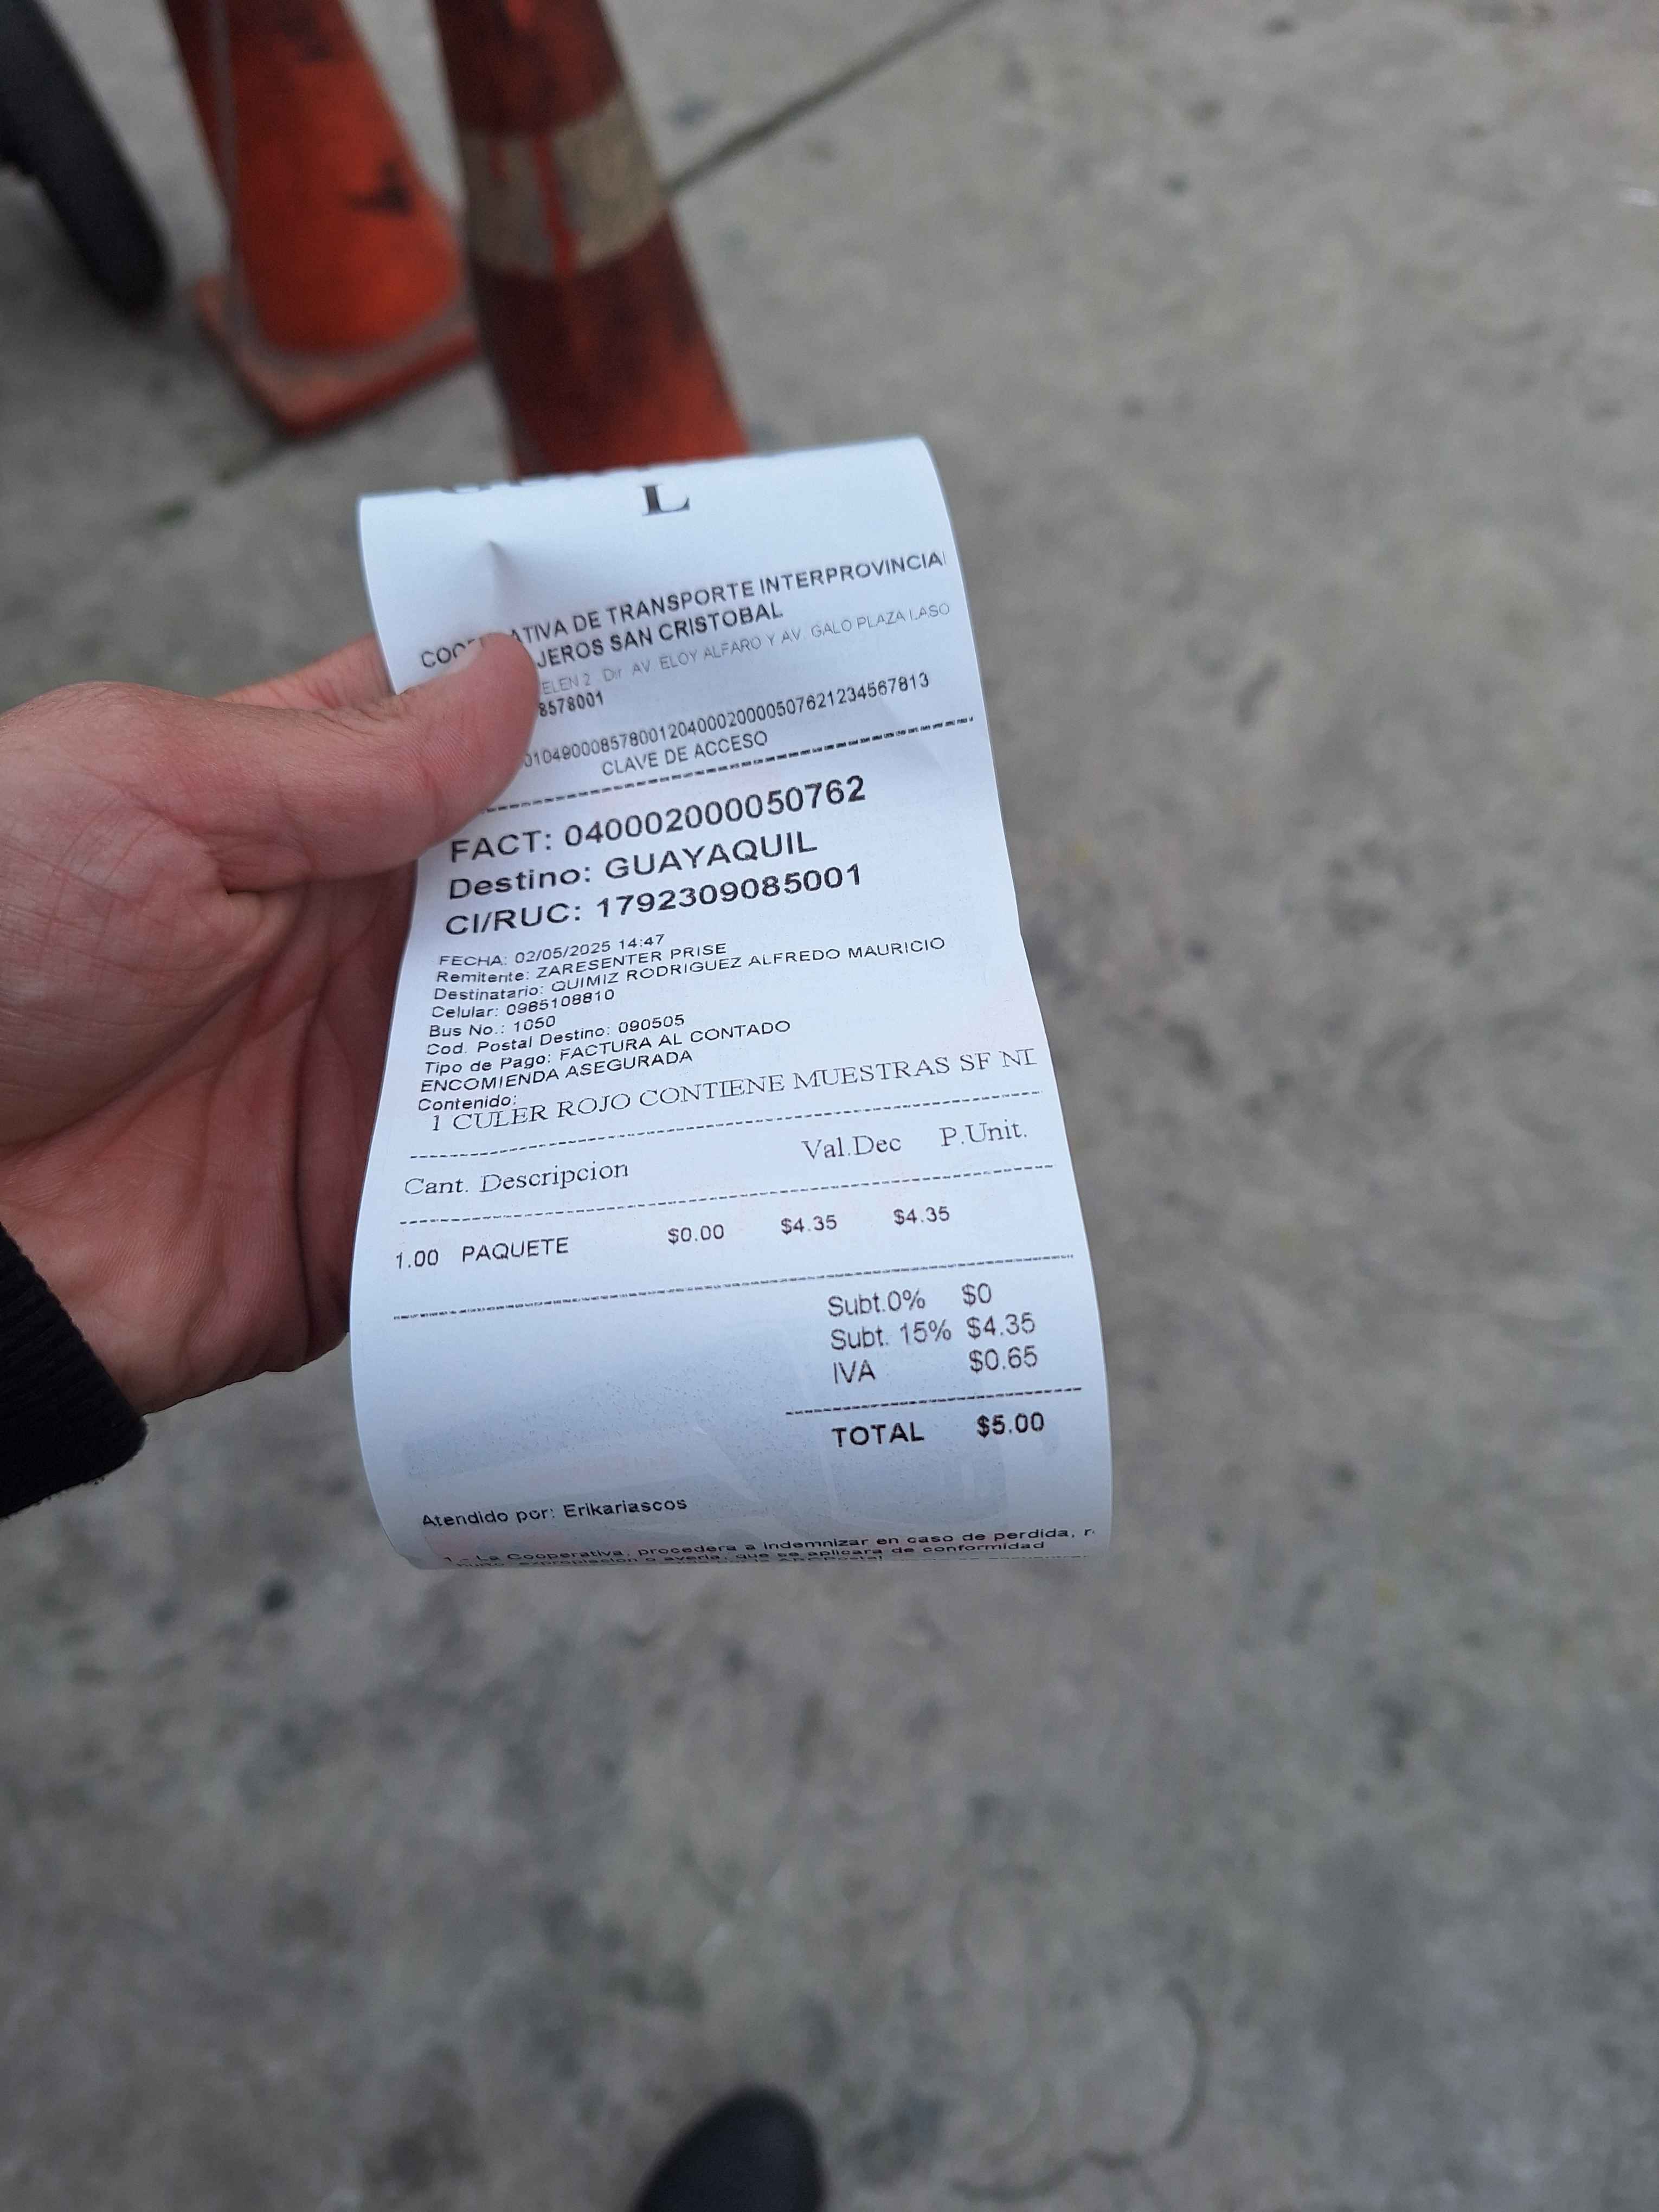 L
ATIVA DE TRANSPORTE INTERPROVINCIAL
JEROS SAN CRISTOBAL
ELEN 2 Dir AV. ELOY ALFARO Y AV. GALO PLAZA LASO
8578001
01049000857800120400020000507621234567813
CLAVE DE ACCESO
FACT: 040002000050762
Destino: GUAYAQUIL
CI/RUC: 1792309085001
FECHA: 02/05/2025 14:47
Remitente: ZARESENTER PRISE
Destinatario: QUIMIZ RODRIGUEZ ALFREDO MAURICIO
Celular: 0985108810
Bus No.: 1050
Cod. Postal Destino: 090505
Tipo de Pago: FACTURA AL CONTADO
ENCOMIENDA ASEGURADA
Contenido:
1 CULER ROJO CONTIENE MUESTRAS SF NI
Cant. Descripcion Val.Dec P.Unit.
1.00 PAQUETE $0.00 $4.35 $4.35
Subt.0% $0
Subt. 15% $4.35
IVA $0.65
TOTAL $5.00
Atendido por: Erikariascos
1.- La Cooperativa, procedera a indemnizar en caso de perdida, r
expropiacion o averia, que se aplicara de conformidad